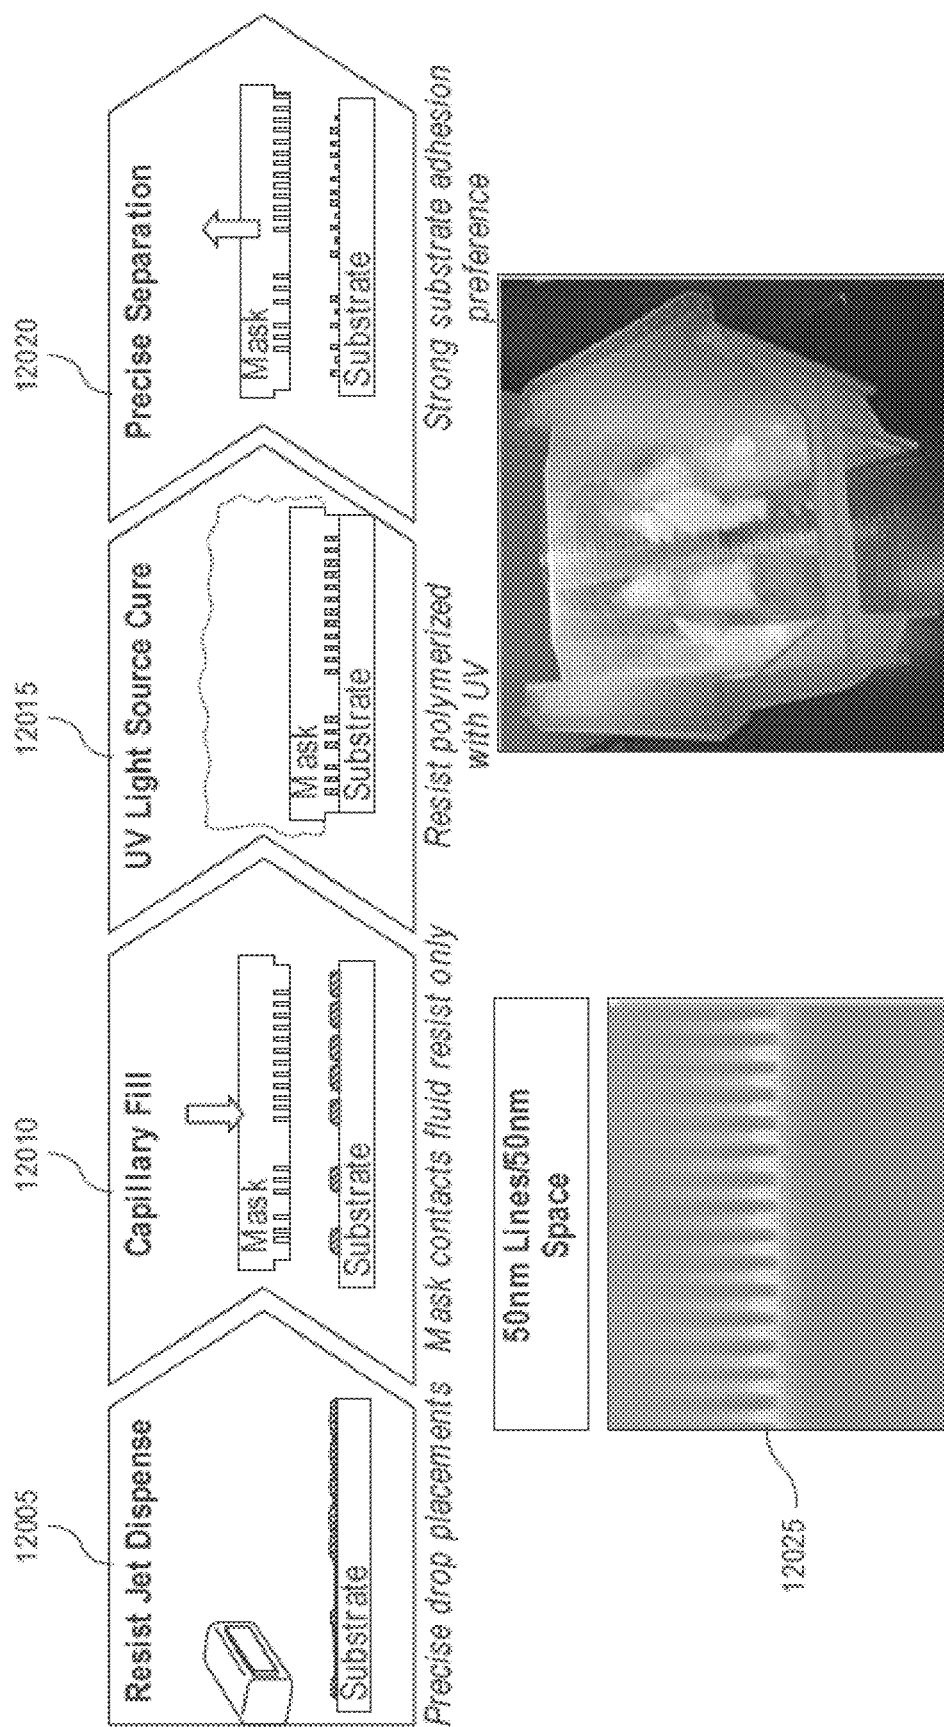 12005
12010
12015
12020
Resist Jet Dispense
Capillary Fill
UV Light Source Cure
Precise Separation
Substrate
Mask
Substrate
Mask
Substrate
Mask
Substrate
Precise drop placements
Mask contacts fluid resist only
Resist polymerized
with UV
Strong substrate adhesion
preference
50nm Lines/50nm
Space
12025